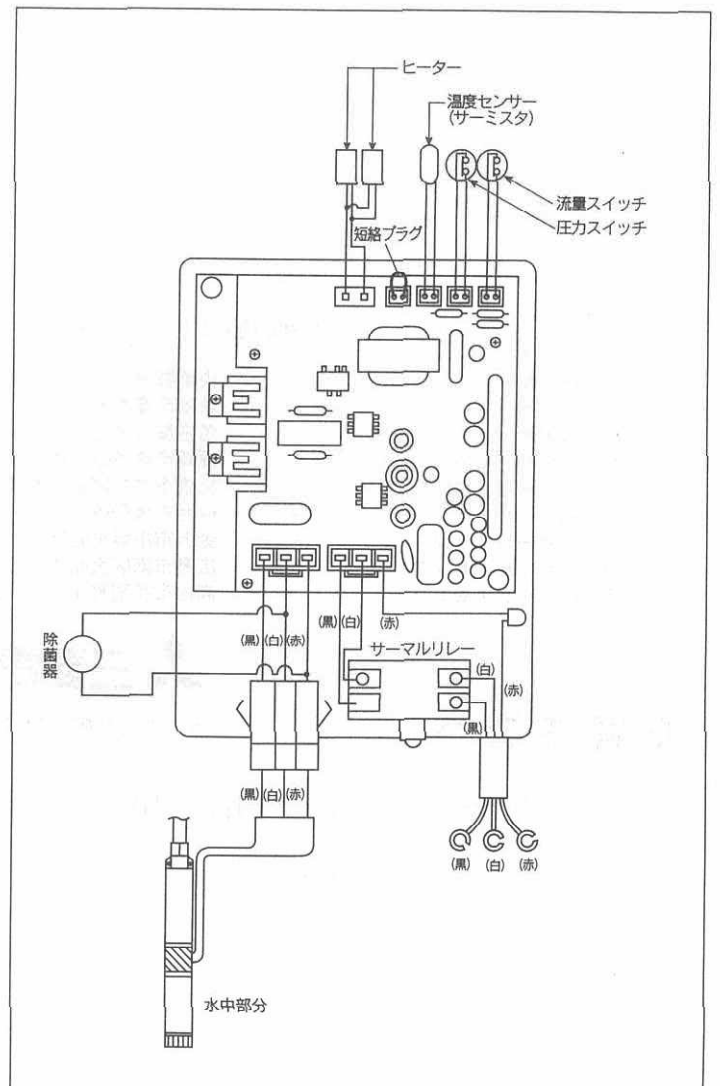 ヒーター
温度センサー
(サーミスタ)
流量スイッチ
圧力スイッチ
短絡プラグ
(黒)
(白)
(赤)
(黒)
(白)
(赤)
除菌器
サーマルリレー
(白)
(赤)
(黒)
(黒)
(白)
(赤)
(黒)
(白)
(赤)
水中部分